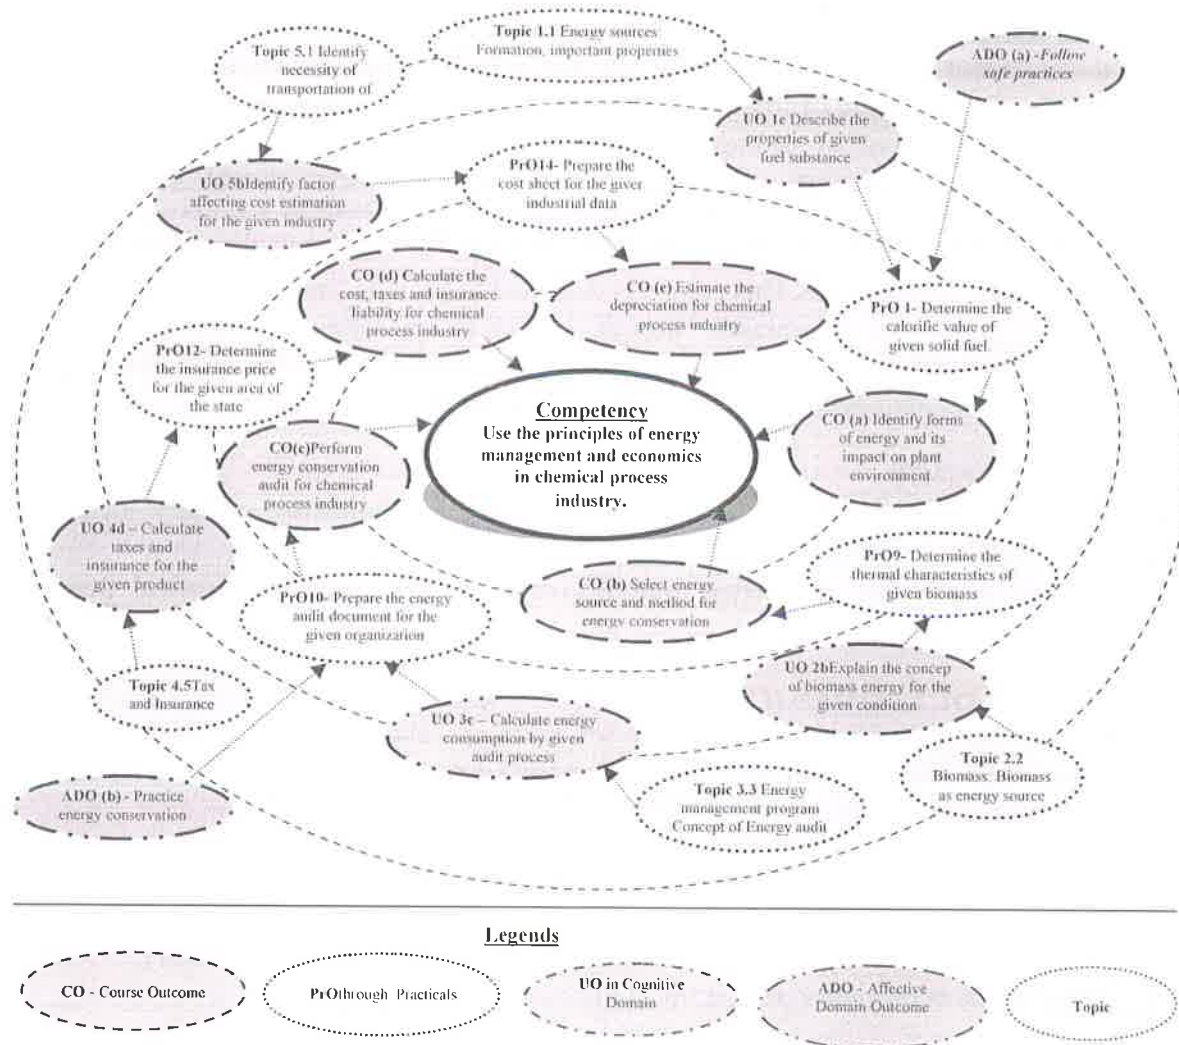 Topic 1.1 Energy sources
Formation, important properties
Topic 5.1 Identify
necessity of
transportation of
ADO (a) -Follow
safe practices
UO 1c Describe the
properties of given
fuel substance
PrO14- Prepare the
cost sheet for the given
industrial data
UO 5bIdentify factor
affecting cost estimation
for the given industry
CO (d) Calculate the
cost, taxes and insurance
liability for chemical
process industry
CO (e) Estimate the
depreciation for chemical
process industry
PrO 1- Determine the
calorific value of
given solid fuel.
PrO12- Determine
the insurance price
for the given area of
the state
Competency
Use the principles of energy
management and economics
in chemical process
industry.
CO (a) Identify forms
of energy and its
impact on plant
environment
CO(c)Perform
energy conservation
audit for chemical
process industry
UO 4d – Calculate
taxes and
insurance for the
given product
PrO9- Determine the
thermal characteristics of
given biomass
CO (b) Select energy
source and method for
energy conservation
PrO10- Prepare the energy
audit document for the
given organization
UO 2bExplain the concep
of biomass energy for the
given condition
Topic 4.5Tax
and Insurance
UO 3c – Calculate energy
consumption by given
audit process
Topic 2.2
Biomass: Biomass
as energy source
Topic 3.3 Energy
management program
Concept of Energy audit
ADO (b) - Practice
energy conservation
Legends
CO - Course Outcome
PrOthrough Practicals
UO in Cognitive
Domain
ADO - Affective
Domain Outcome
Topic